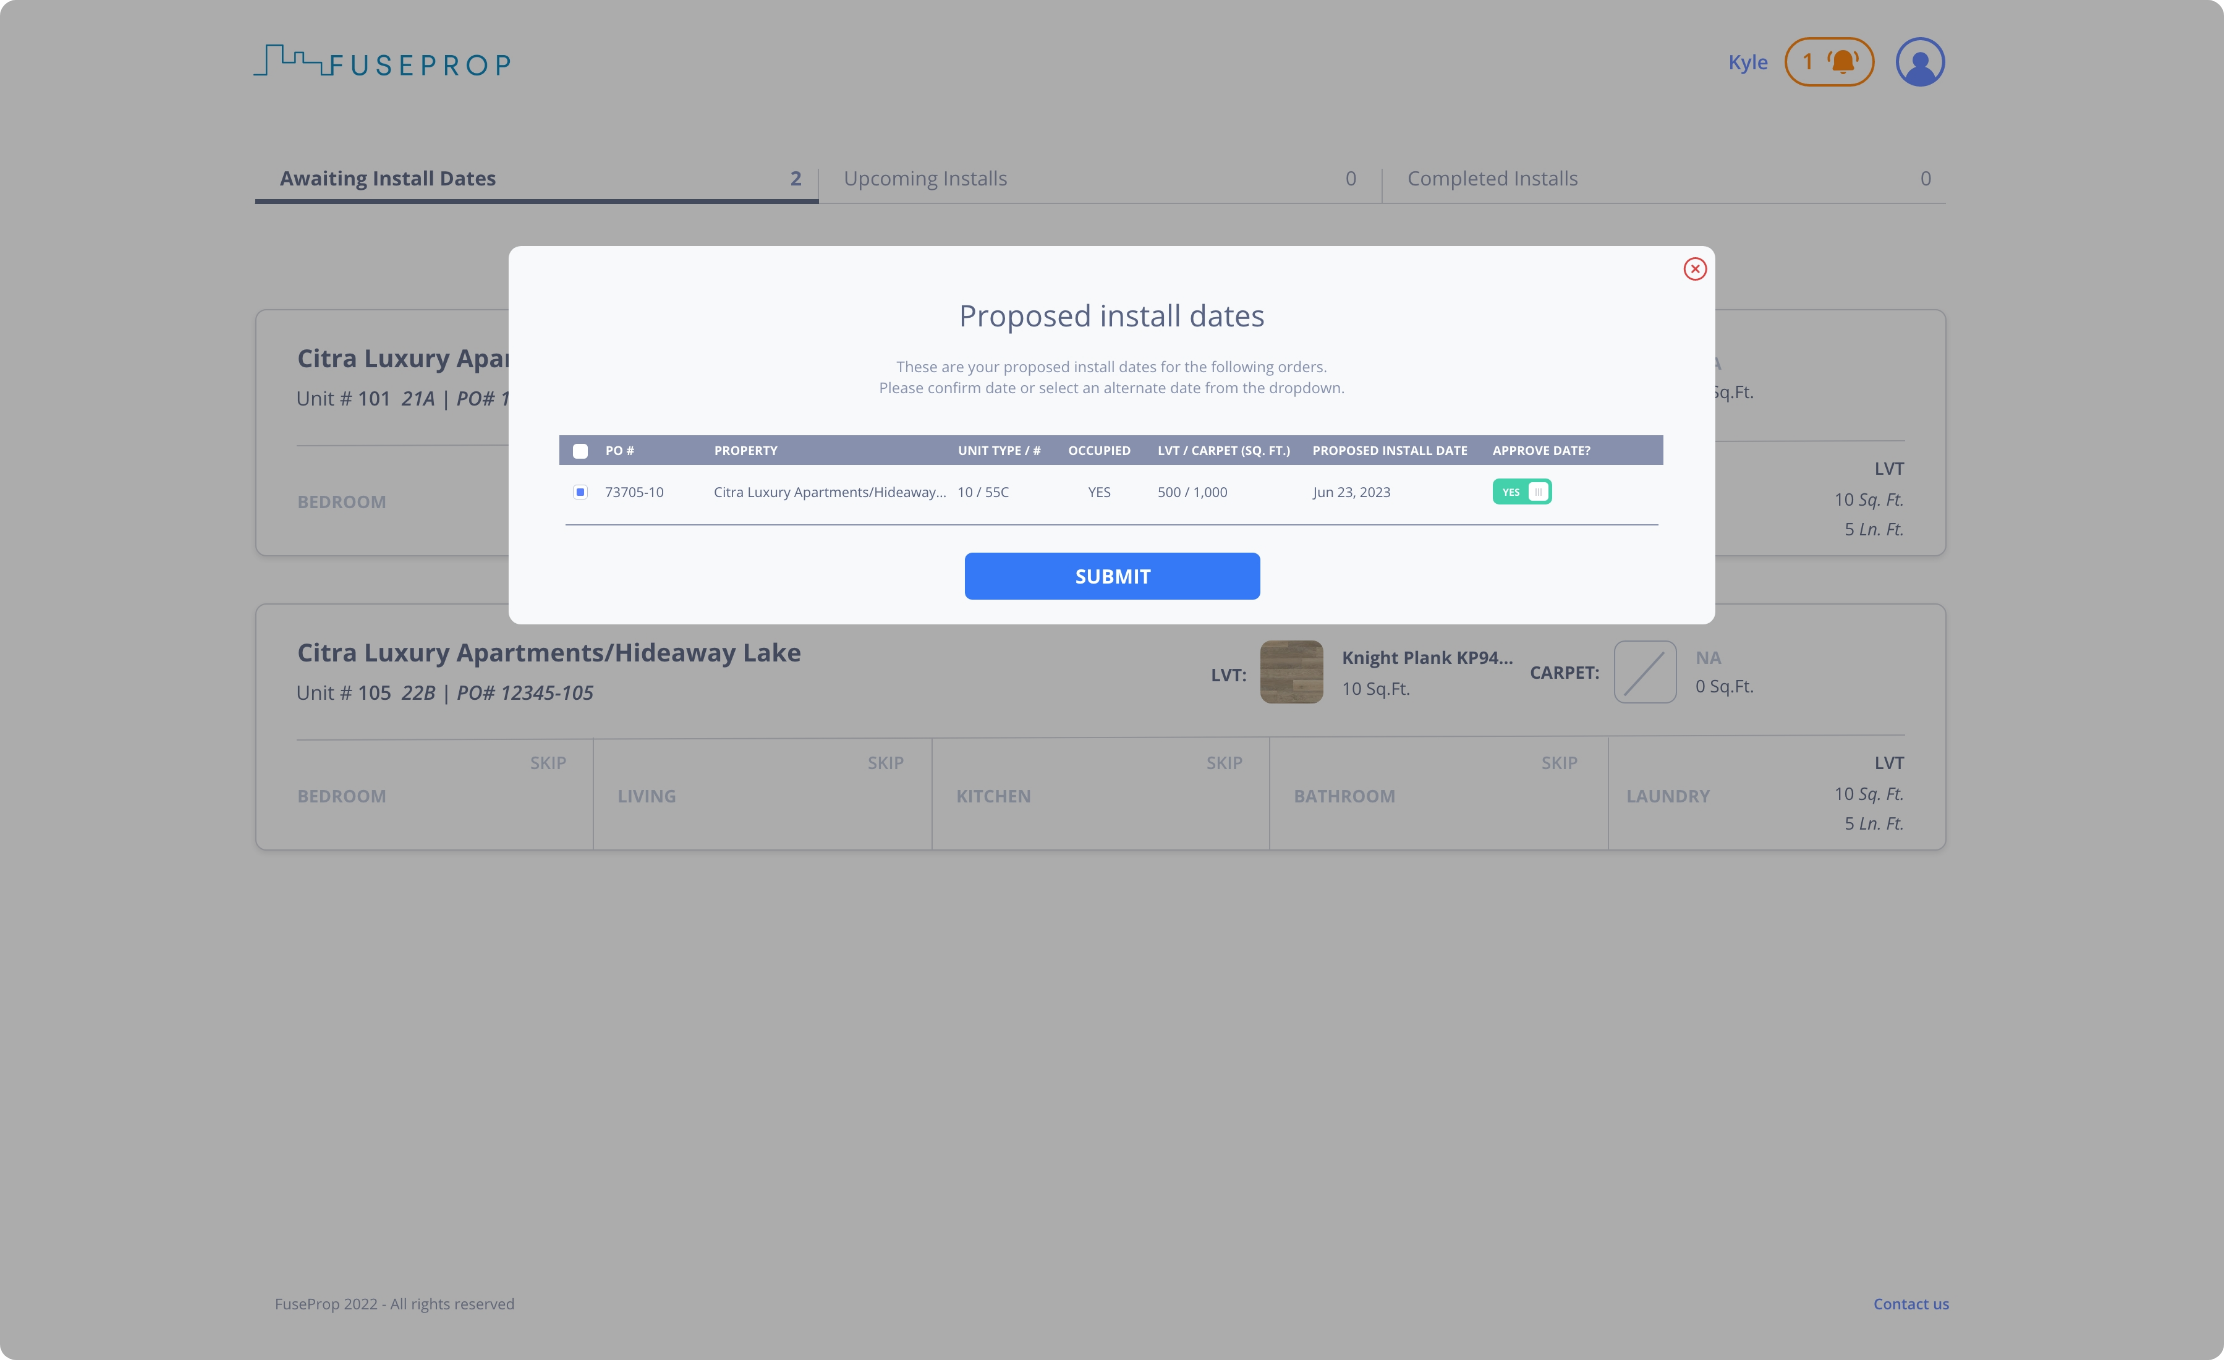 FUSEPROP
Kyle 1
Awaiting Install Dates 2 Upcoming Installs 0 Completed Installs 0
Proposed install dates
These are your proposed install dates for the following orders.
Please confirm date or select an alternate date from the dropdown.
PO # PROPERTY UNIT TYPE / # OCCUPIED LVT / CARPET (SQ. FT.) PROPOSED INSTALL DATE APPROVE DATE?
73705-10 Citra Luxury Apartments/Hideaway... 10 / 55C YES 500 / 1,000 Jun 23, 2023 YES
SUBMIT
Citra Luxury
Unit # 101 21A | PO#
Sq.Ft.
BEDROOM
LVT
10 Sq. Ft.
5 Ln. Ft.
Citra Luxury Apartments/Hideaway Lake
Unit # 105 22B | PO# 12345-105
LVT: Knight Plank KP94...
10 Sq.Ft.
CARPET: NA
0 Sq.Ft.
SKIP SKIP SKIP SKIP LVT
BEDROOM LIVING KITCHEN BATHROOM LAUNDRY 10 Sq. Ft.
5 Ln. Ft.
FuseProp 2022 - All rights reserved Contact us